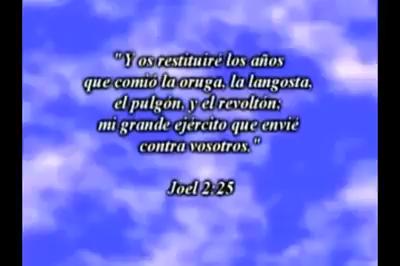 "Y os restituiré los años
que comió la oruga, la langosta,
el pulgón, y el revoltón;
mi grande ejército que envié
contra vosotros."
Joel 2:25